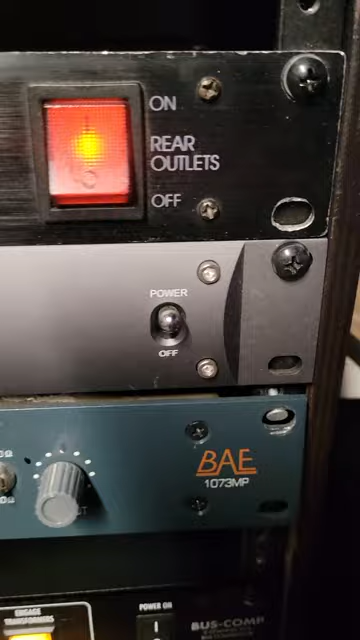 ON
REAR
OUTLETS
OFF
POWER
OFF
BAE
1073MP
ENGAGE
TRANSFORMERS
POWER ON
BUS-COMP